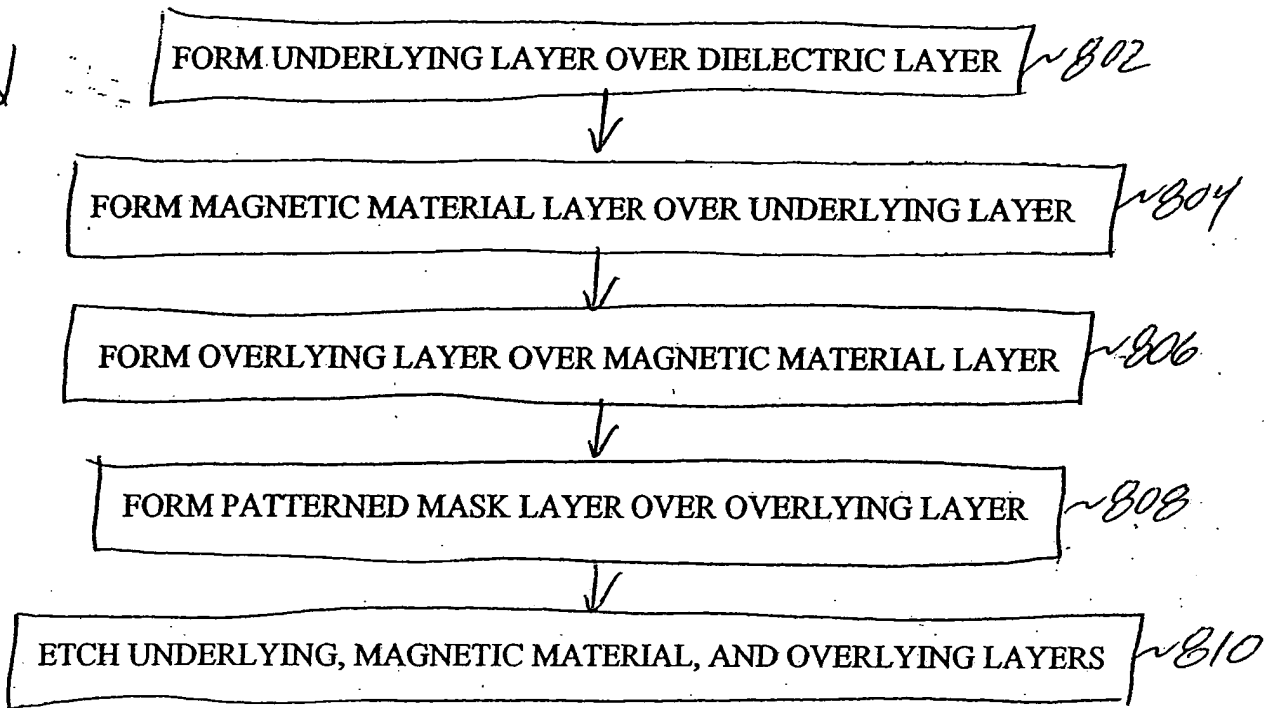 FORM UNDERLYING LAYER OVER DIELECTRIC LAYER 802
FORM MAGNETIC MATERIAL LAYER OVER UNDERLYING LAYER 804
FORM OVERLYING LAYER OVER MAGNETIC MATERIAL LAYER 806
FORM PATTERNED MASK LAYER OVER OVERLYING LAYER 808
ETCH UNDERLYING, MAGNETIC MATERIAL, AND OVERLYING LAYERS 810